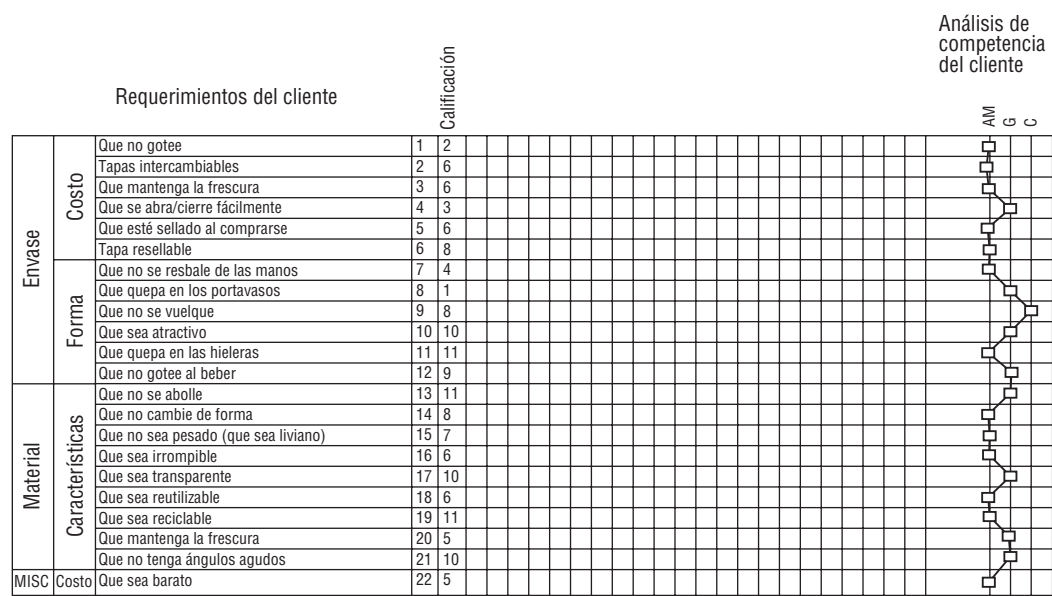 Análisis de
competencia
del cliente
Requerimientos del cliente
Calificación
AM
G
C
Envase
Costo
Que no gotee 1 2
Tapas intercambiables 2 6
Que mantenga la frescura 3 6
Que se abra/cierre fácilmente 4 3
Que esté sellado al comprarse 5 6
Tapa resellable 6 8
Forma
Que no se resbale de las manos 7 4
Que quepa en los portavasos 8 1
Que no se vuelque 9 8
Que sea atractivo 10 10
Que quepa en las hieleras 11 11
Que no gotee al beber 12 9
Material
Características
Que no se abolle 13 11
Que no cambie de forma 14 8
Que no sea pesado (que sea liviano) 15 7
Que sea irrompible 16 6
Que sea transparente 17 10
Que sea reutilizable 18 6
Que sea reciclable 19 11
Que mantenga la frescura 20 5
Que no tenga ángulos agudos 21 10
MISC Costo Que sea barato 22 5